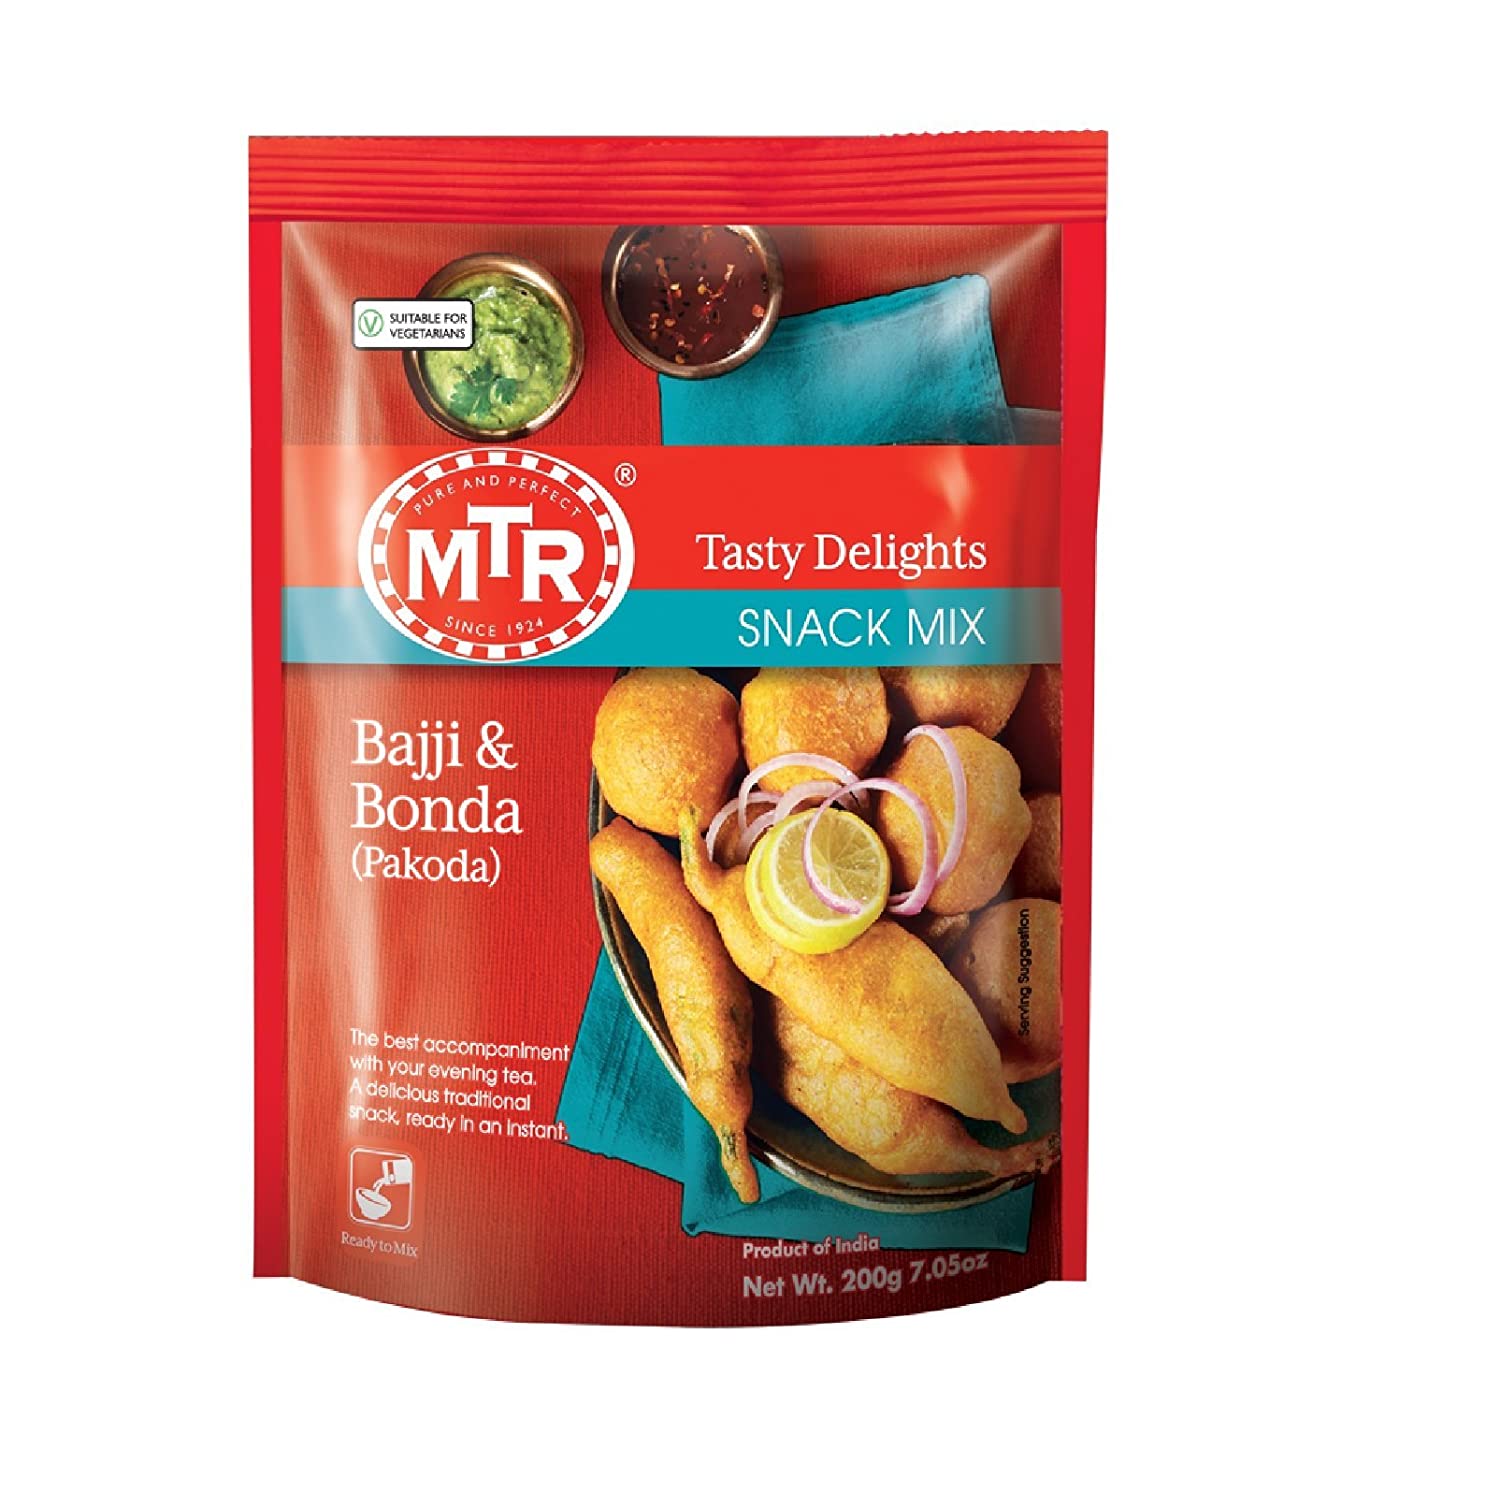 SUITABLE FOR
VEGETARIANS
PURE AND PERFECT
MTR
SINCE 1924
®
Tasty Delights
SNACK MIX
Bajji &
Bonda
(Pakoda)
The best accompaniment
with your evening tea.
A delicious traditional
snack, ready in an instant.
Ready to Mix
Serving Suggestion
Product of India
Net Wt. 200g 7.05oz